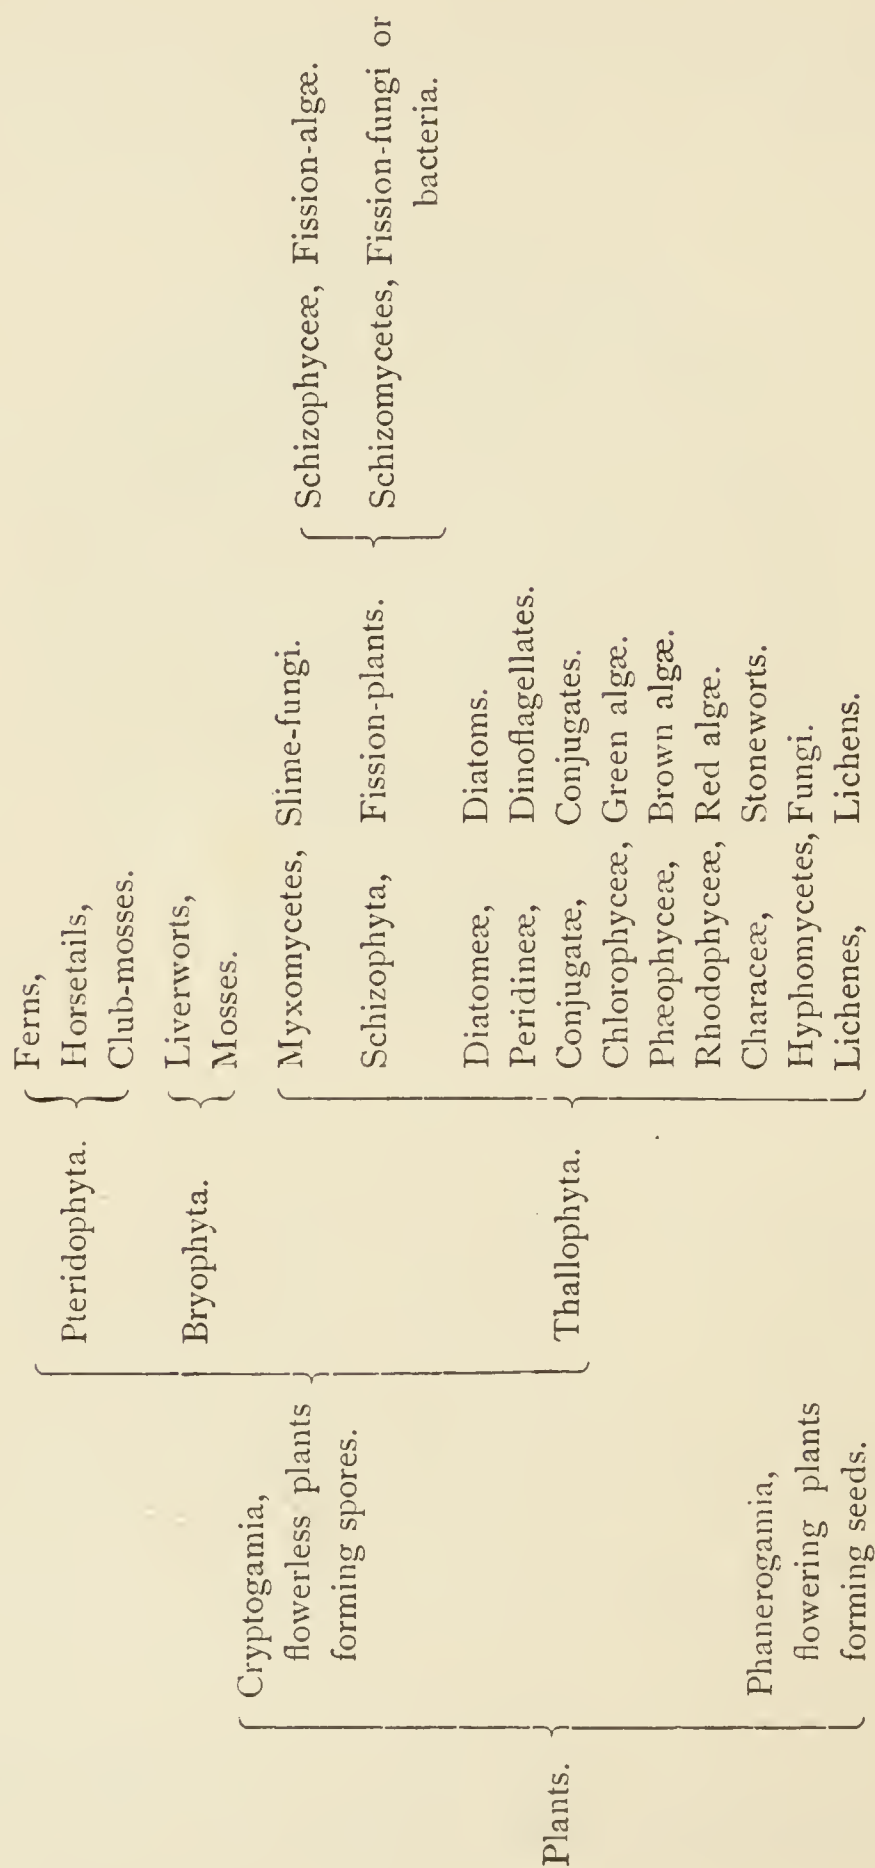 Plants.
Cryptogamia,
flowerless plants
forming spores.
Pteridophyta.
Ferns,
Horsetails,
Club-mosses.
Bryophyta.
Liverworts,
Mosses.
Thallophyta.
Myxomycetes, Slime-fungi.
Schizophyta, Fission-plants.
Schizophyceæ, Fission-algæ.
Schizomycetes, Fission-fungi or
bacteria.
Diatomeæ, Diatoms.
Peridineæ, Dinoflagellates.
Conjugatæ, Conjugates.
Chlorophyceæ, Green algæ.
Phæophyceæ, Brown algæ.
Rhodophyceæ, Red algæ.
Characeæ, Stoneworts.
Hyphomycetes, Fungi.
Lichenes, Lichens.
Phanerogamia,
flowering plants
forming seeds.